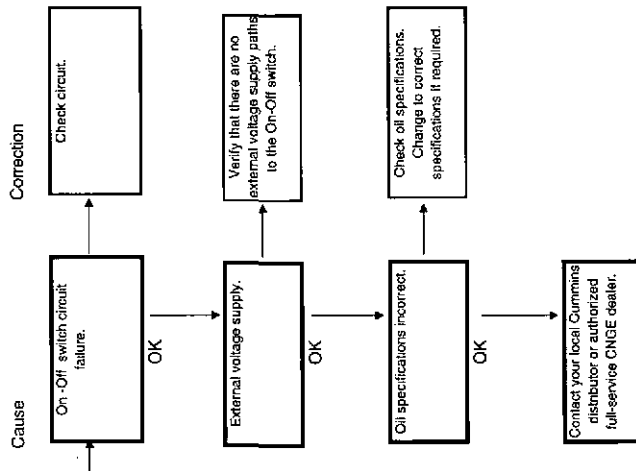 Cause
Correction
On -Off switch circuit
failure.
Check circuit.
OK
External voltage supply.
Verify that there are no
external voltage supply paths
to the On-Off switch.
OK
Oil specifications incorrect.
Check oil specifications.
Change to correct
specifications if required.
OK
Contact your local Cummins
distributor or authorized
full-service CNGE dealer.